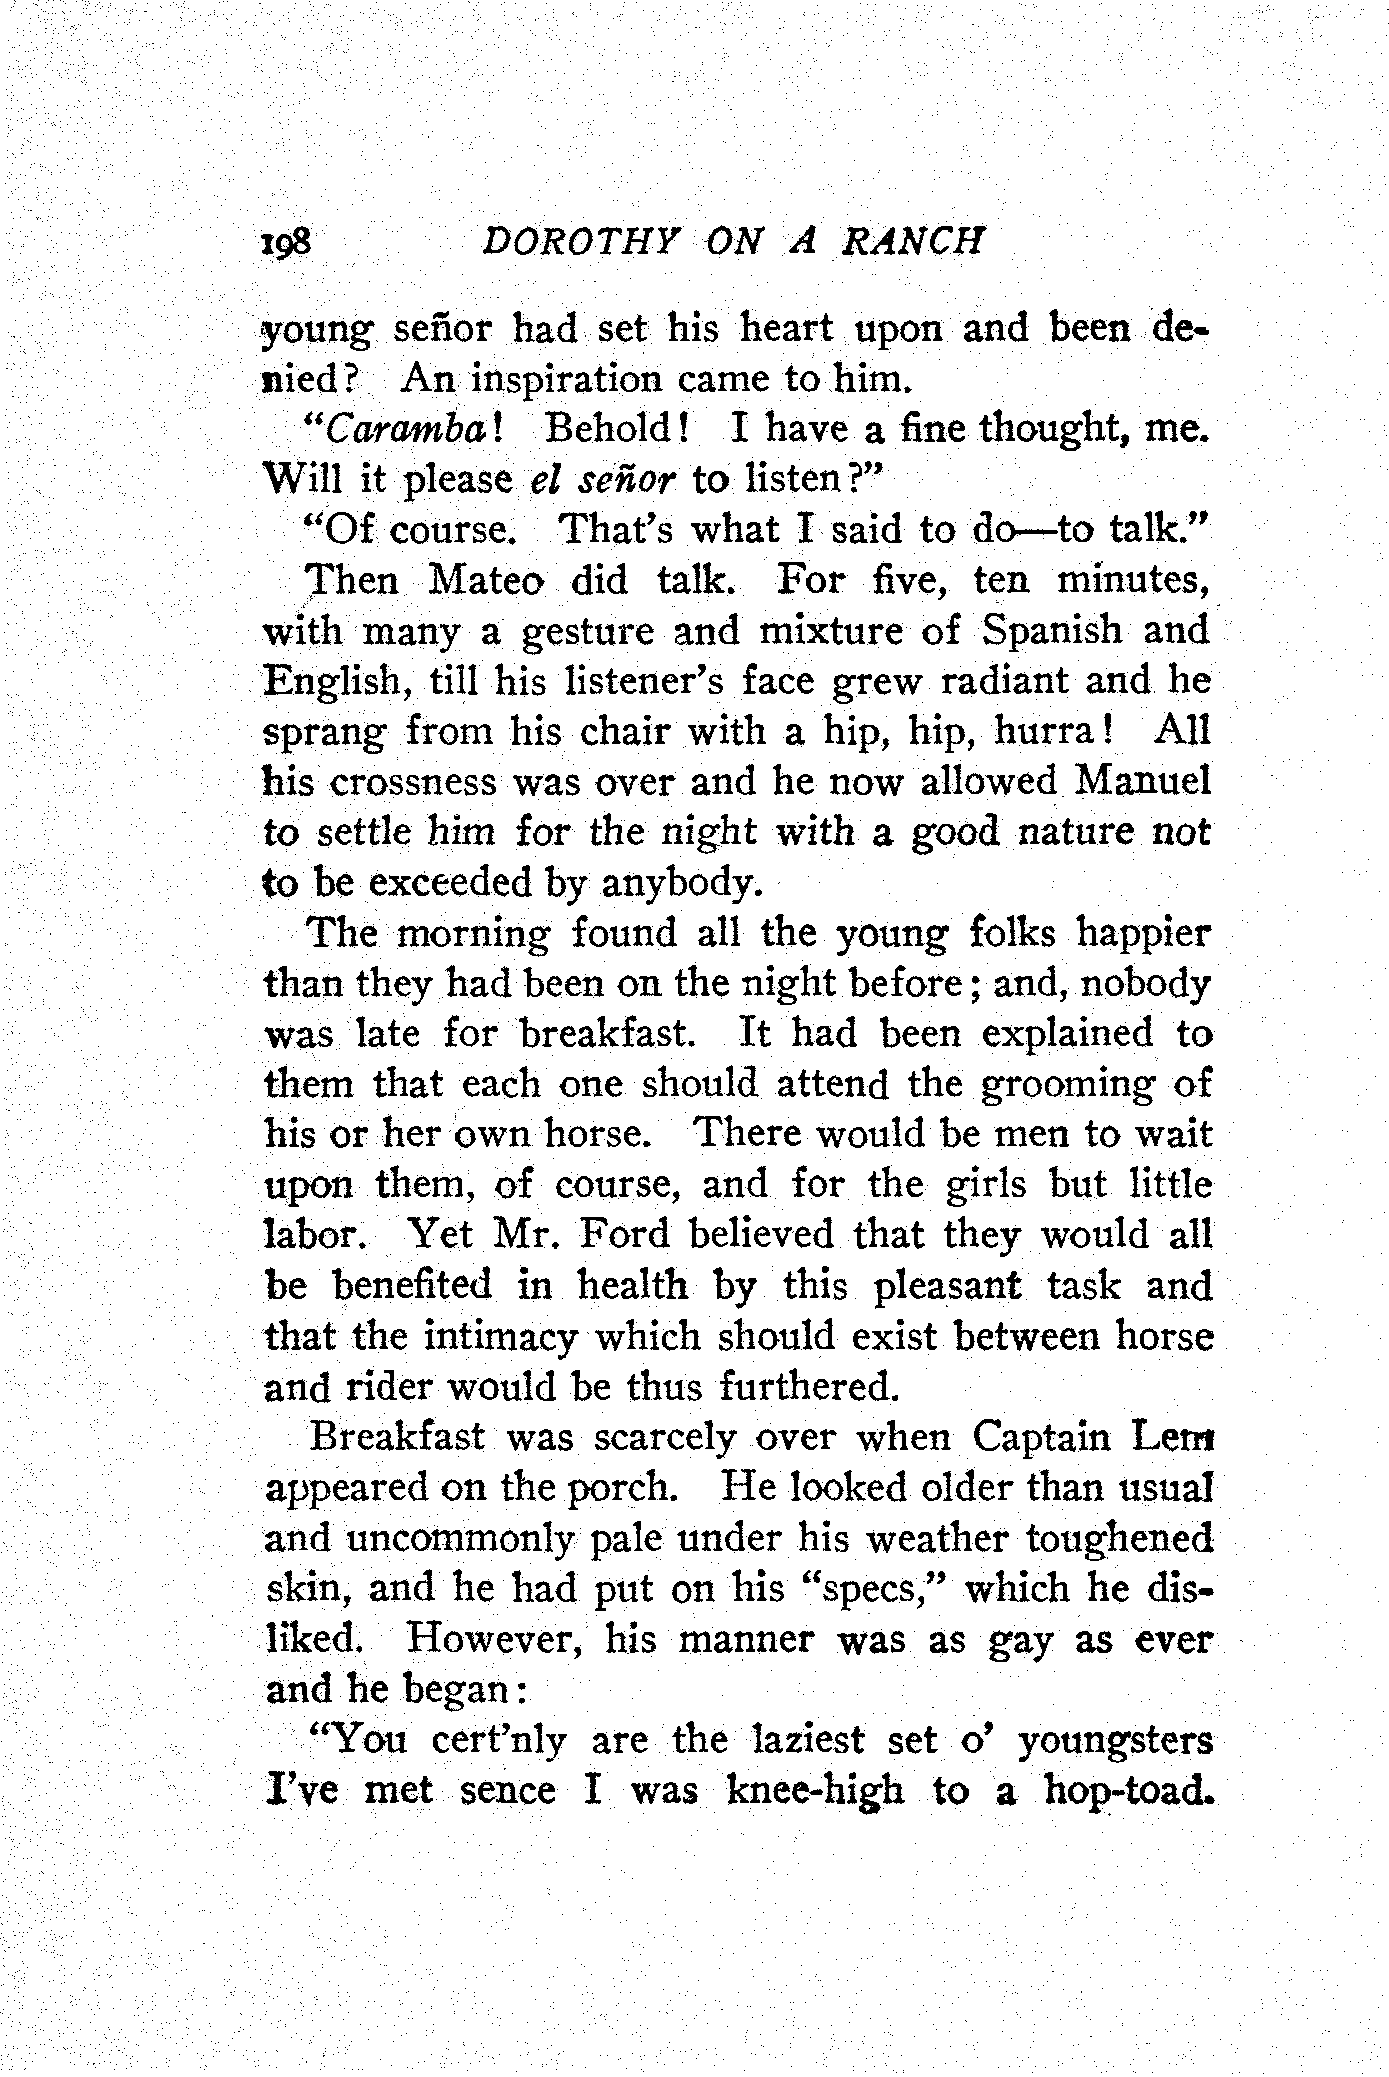 198 DOROTHY ON A RANCH
young señor had set his heart upon and been de-
nied? An inspiration came to him.
"Caramba! Behold! I have a fine thought, me.
Will it please el señor to listen?"
"Of course. That's what I said to do—to talk."
Then Mateo did talk. For five, ten minutes,
with many a gesture and mixture of Spanish and
English, till his listener's face grew radiant and he
sprang from his chair with a hip, hip, hurra! All
his crossness was over and he now allowed Manuel
to settle him for the night with a good nature not
to be exceeded by anybody.
The morning found all the young folks happier
than they had been on the night before; and, nobody
was late for breakfast. It had been explained to
them that each one should attend the grooming of
his or her own horse. There would be men to wait
upon them, of course, and for the girls but little
labor. Yet Mr. Ford believed that they would all
be benefited in health by this pleasant task and
that the intimacy which should exist between horse
and rider would be thus furthered.
Breakfast was scarcely over when Captain Lem
appeared on the porch. He looked older than usual
and uncommonly pale under his weather toughened
skin, and he had put on his "specs," which he dis-
liked. However, his manner was as gay as ever
and he began:
"You cert'nly are the laziest set o' youngsters
I've met sence I was knee-high to a hop-toad.